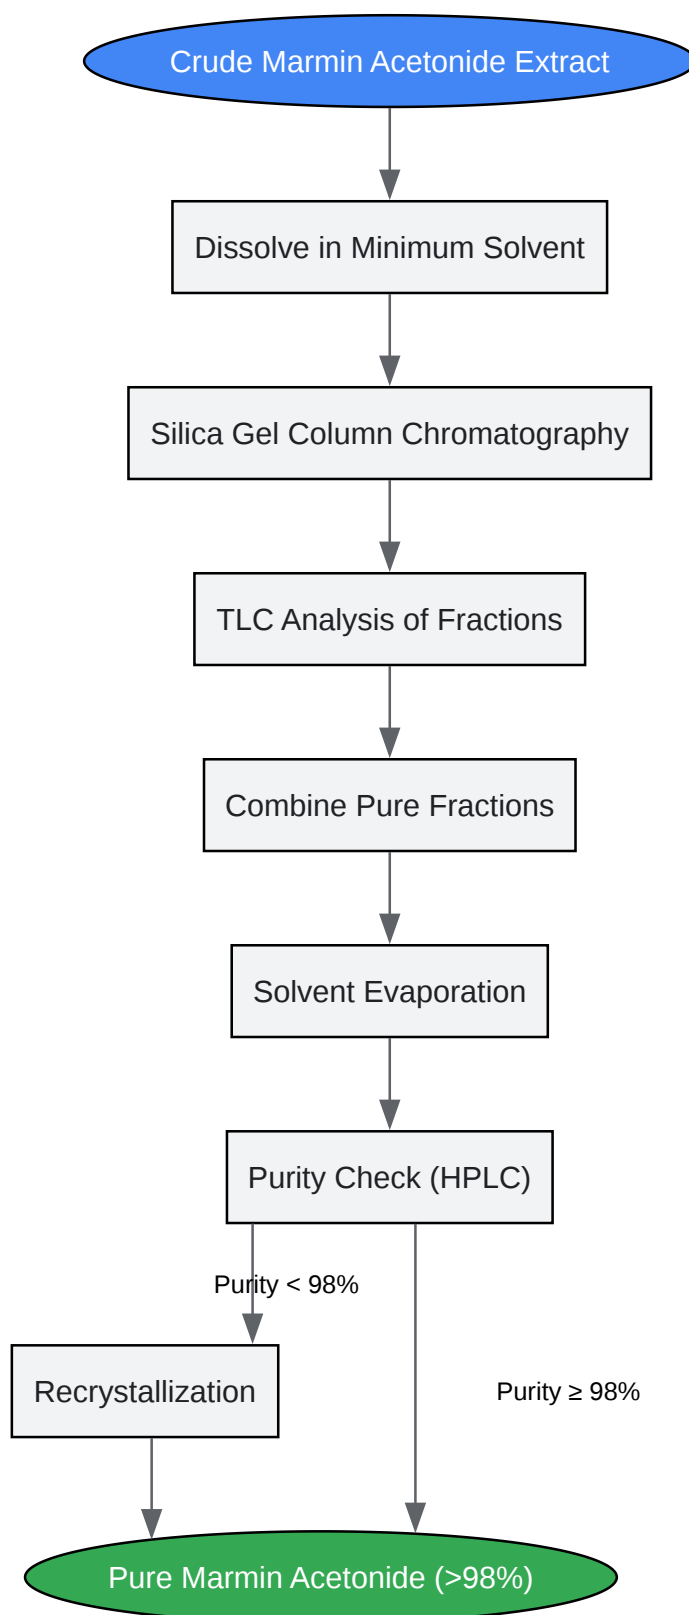 Crude Marmin Acetonide Extract
Dissolve in Minimum Solvent
Silica Gel Column Chromatography
TLC Analysis of Fractions
Combine Pure Fractions
Solvent Evaporation
Purity Check (HPLC)
Purity < 98%
Recrystallization
Purity ≥ 98%
Pure Marmin Acetonide (>98%)